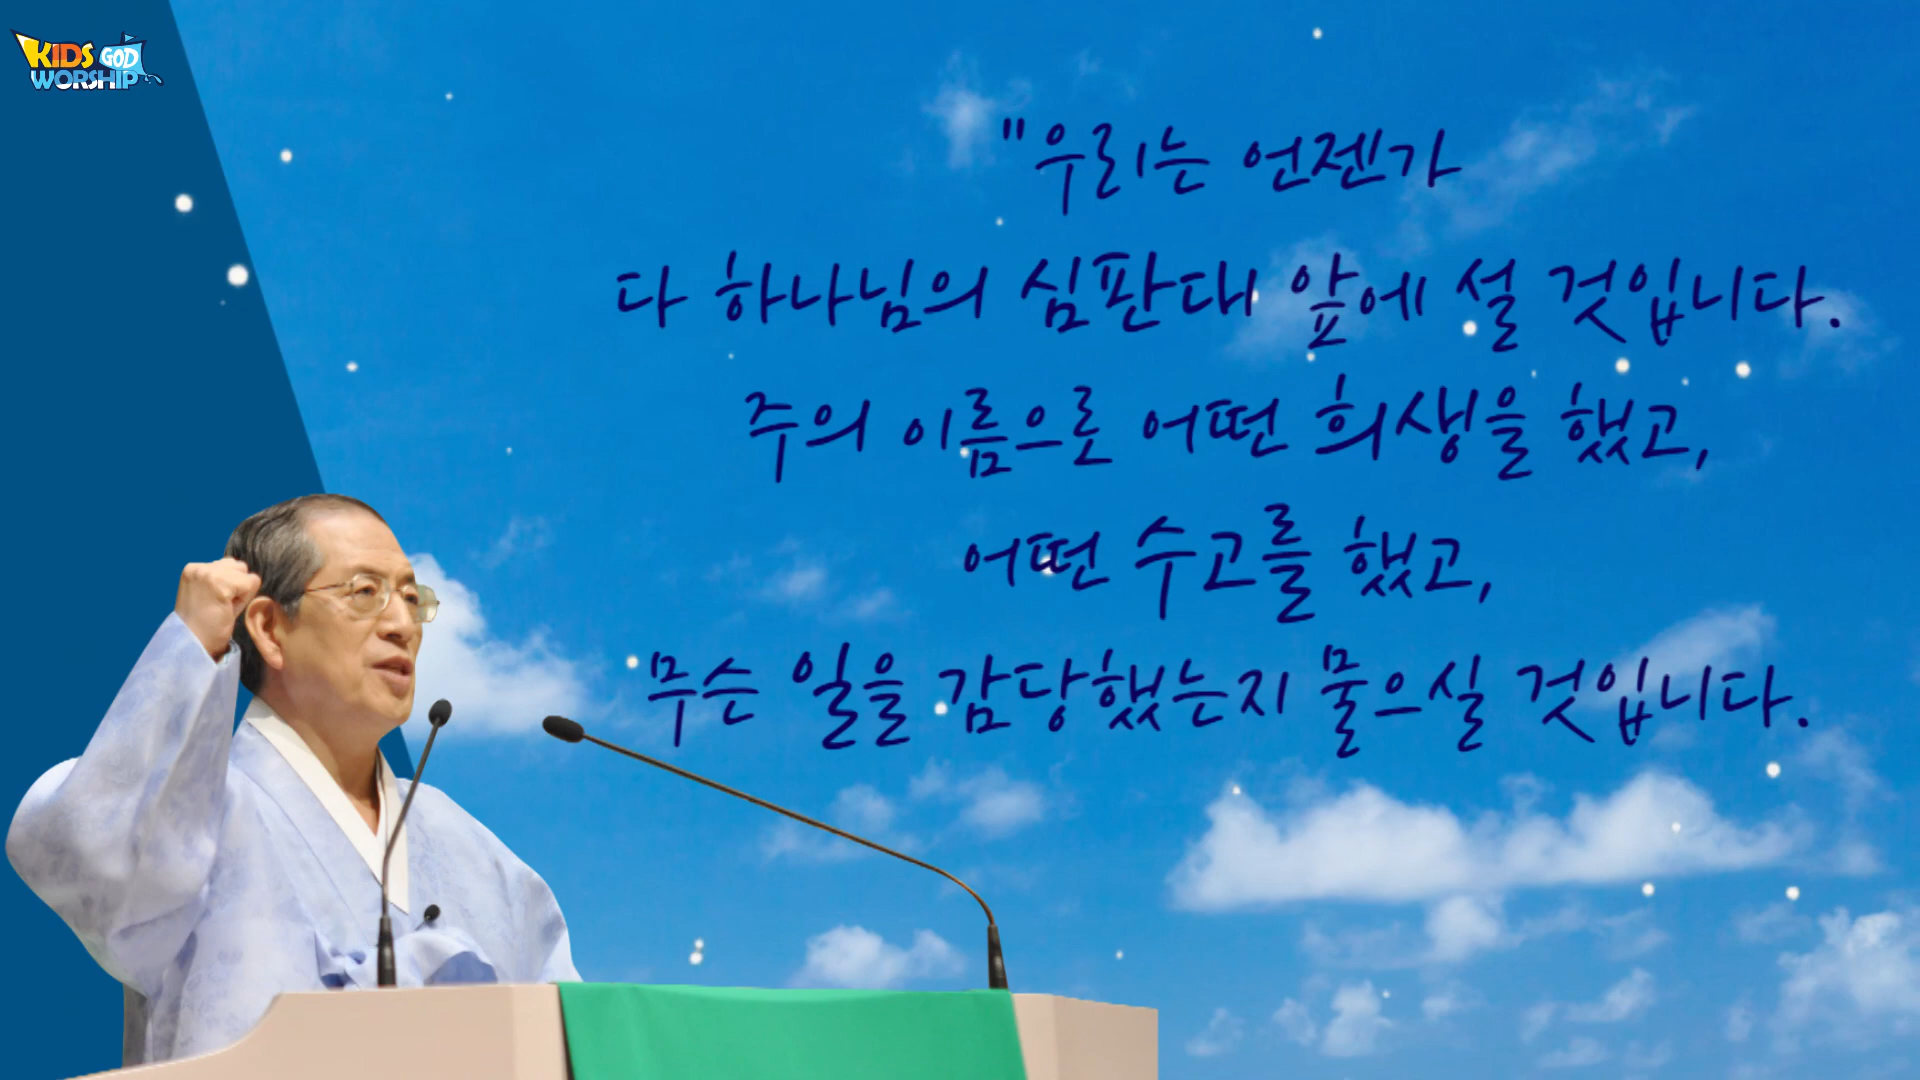 KIDS GOD
WORSHIP
"우리는 언젠가
다 하나님의 심판대 앞에 설 것입니다.
주의 이름으로 어떤 희생을 했고,
어떤 수고를 했고,
무슨 일을 감당했는지 물으실 것입니다.